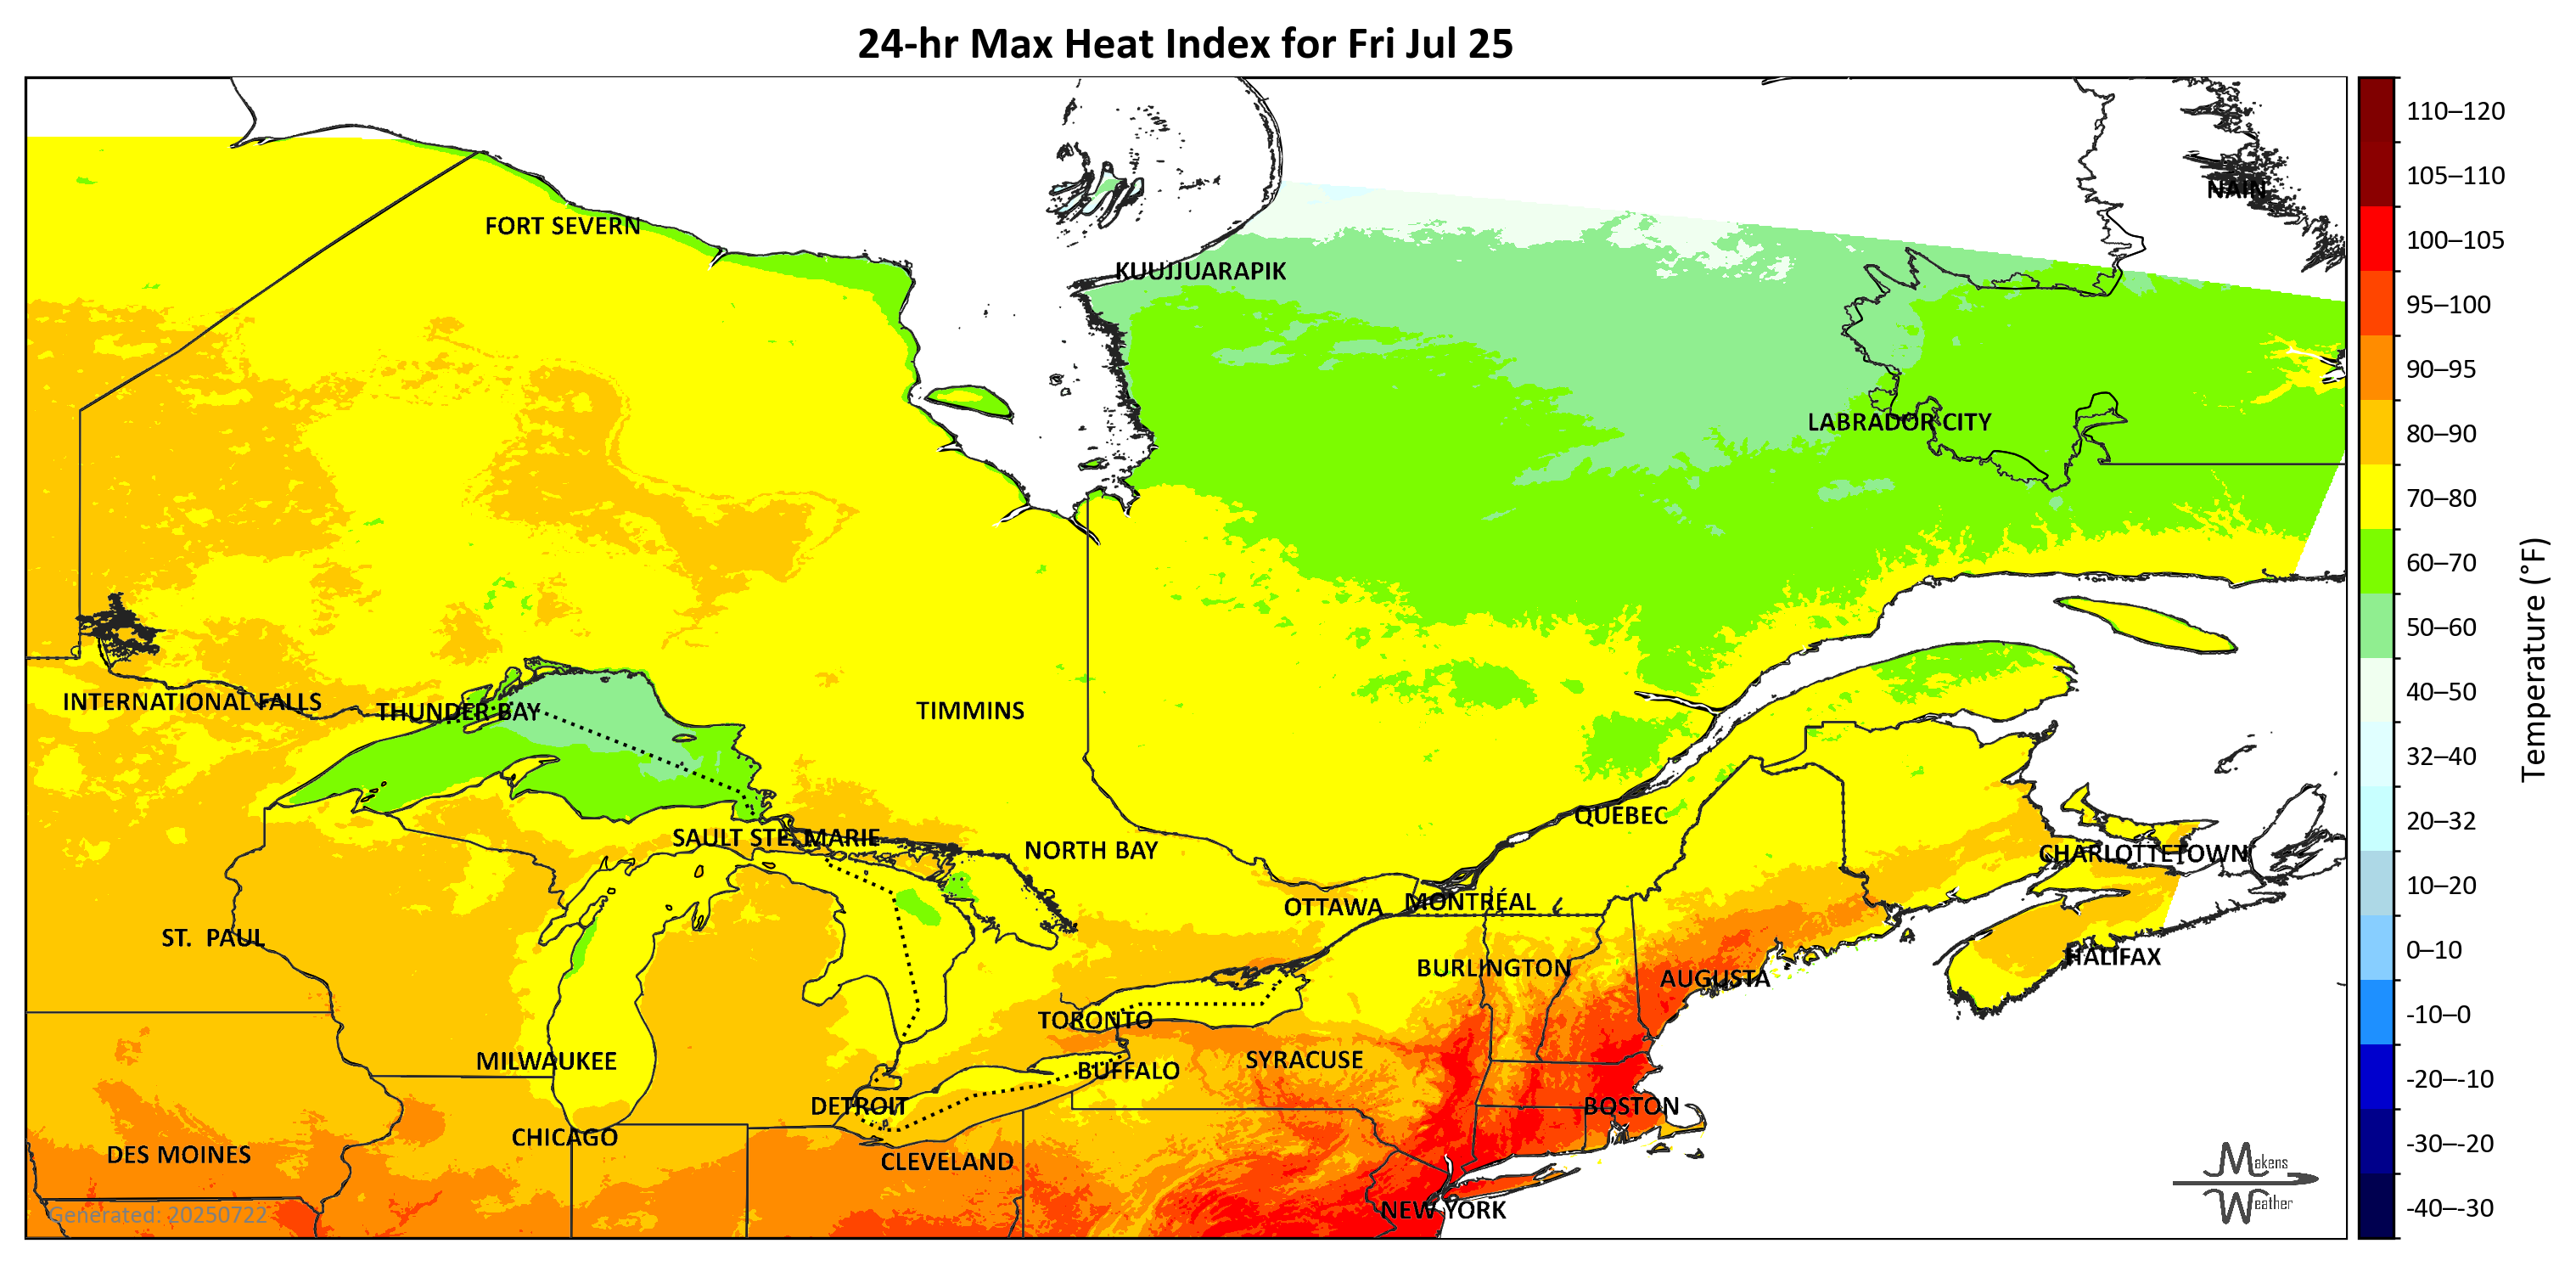 24-hr Max Heat Index for Fri Jul 25
NAIN
FORT SEVERN
KUUJJUARAPIK
LABRADOR CITY
INTERNATIONAL FALLS
THUNDER BAY
TIMMINS
QUEBEC
SAULT STE. MARIE
NORTH BAY
CHARLOTTETOWN
OTTAWA
MONTRÉAL
ST. PAUL
HALIFAX
BURLINGTON
AUGUSTA
TORONTO
MILWAUKEE
SYRACUSE
BUFFALO
DETROIT
BOSTON
CHICAGO
DES MOINES
CLEVELAND
NEW YORK
Generated: 20250722
Makens
Weather
110–120
105–110
100–105
95–100
90–95
80–90
70–80
60–70
50–60
40–50
32–40
20–32
10–20
0–10
-10–0
-20–-10
-30–-20
-40–-30
Temperature (°F)